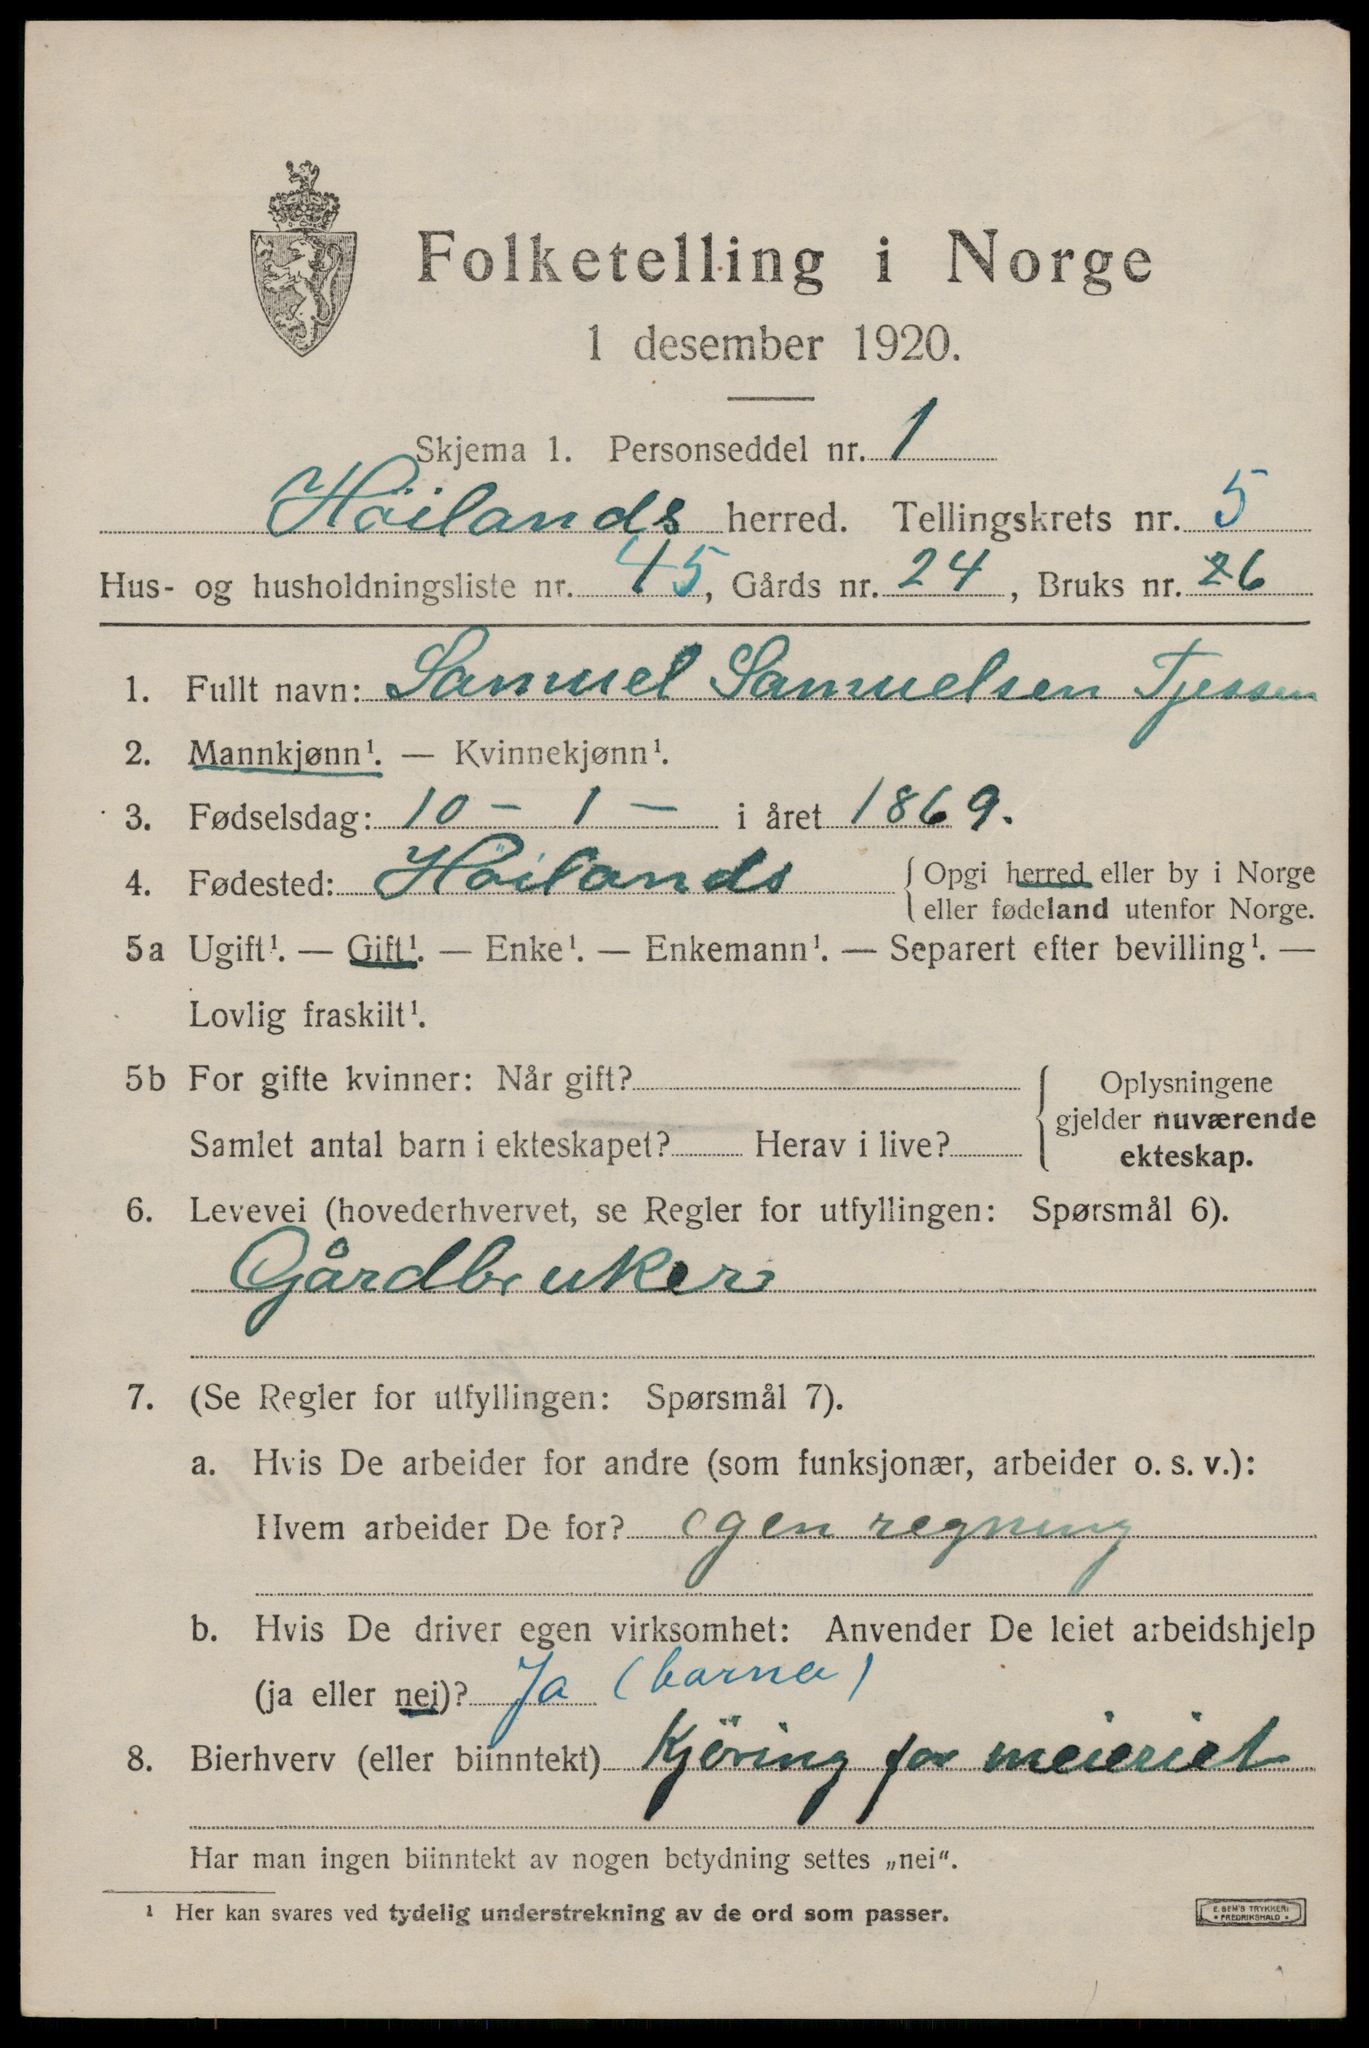 Folketelling i Norge
1 desember 1920.
Skjema 1. Personseddel nr. 1
Höilands herred. Tellingskrets nr. 5
Hus- og husholdningsliste nr. 45, Gårds nr. 24, Bruks nr. 26
1. Fullt navn: Samuel Samuelsen Tjessem
2. Mannkjønn¹. — Kvinnekjønn¹.
3. Fødselsdag: 10 - 1 - i året 1869.
4. Fødested: Höilands { Opgi herred eller by i Norge
eller fødeland utenfor Norge.
5a Ugift¹. — Gift¹. — Enke¹. — Enkemann¹. — Separert efter bevilling¹. —
Lovlig fraskilt¹.
5b For gifte kvinner: Når gift? { Oplysningene
gjelder nuværende
Samlet antal barn i ekteskapet? Herav i live?
ekteskap.
6. Levevei (hovederhvervet, se Regler for utfyllingen: Spørsmål 6).
Gårdbruker
7. (Se Regler for utfyllingen: Spørsmål 7).
a. Hvis De arbeider for andre (som funksjonær, arbeider o. s. v.):
Hvem arbeider De for? egen regning
b. Hvis De driver egen virksomhet: Anvender De leiet arbeidshjelp
(ja eller nei)? Ja (barna)
8. Bierhverv (eller biinntekt) Kjöring for meieriet
Har man ingen biinntekt av nogen betydning settes „nei“.
¹ Her kan svares ved tydelig understrekning av de ord som passer.
E. SEM'S TRYKKERI
• FREDRIKSHALD •